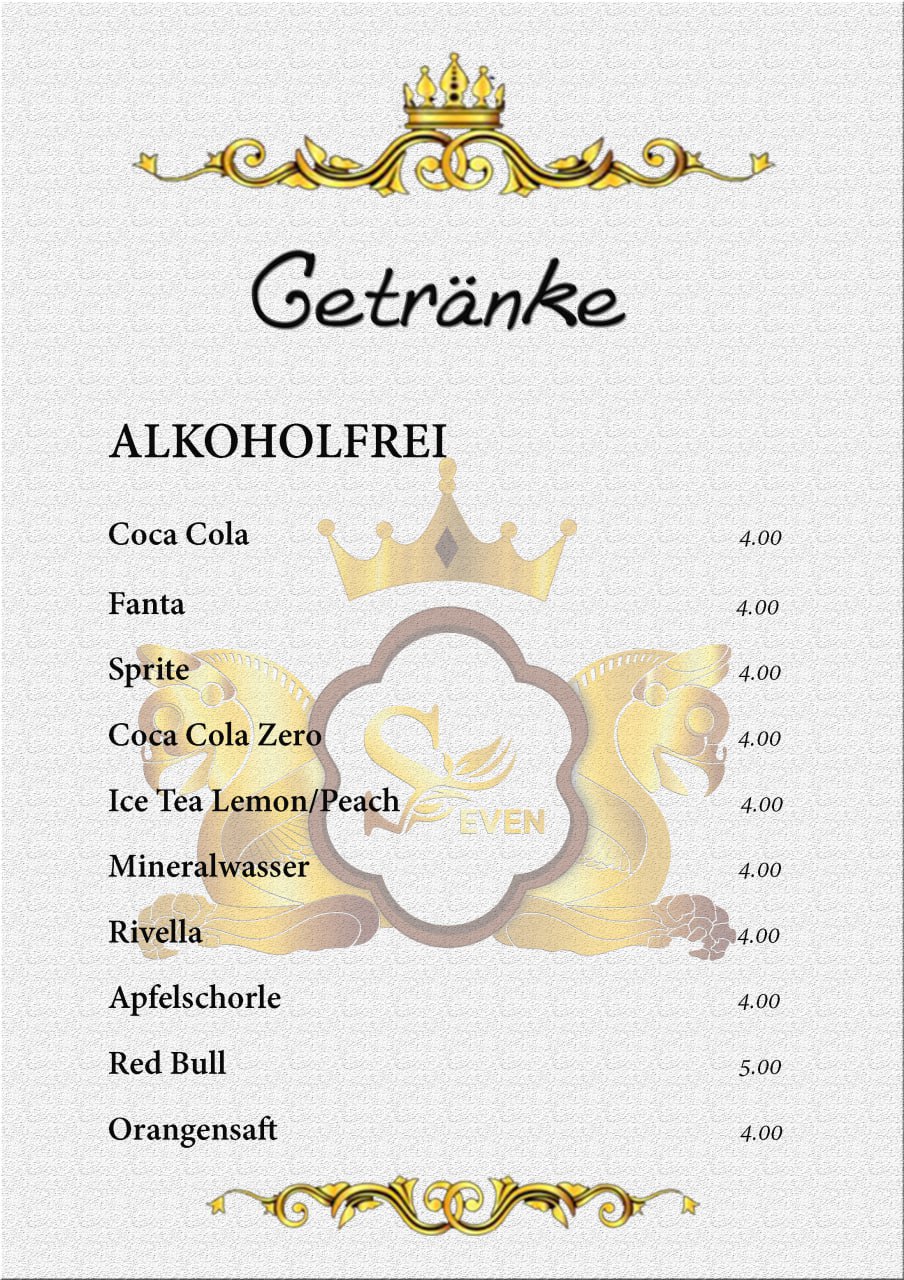 Getränke
ALKOHOLFREI
Coca Cola 4.00
Fanta 4.00
Sprite 4.00
Coca Cola Zero 4.00
Ice Tea Lemon/Peach 4.00
SEVEN
Mineralwasser 4.00
Rivella 4.00
Apfelschorle 4.00
Red Bull 5.00
Orangensaft 4.00